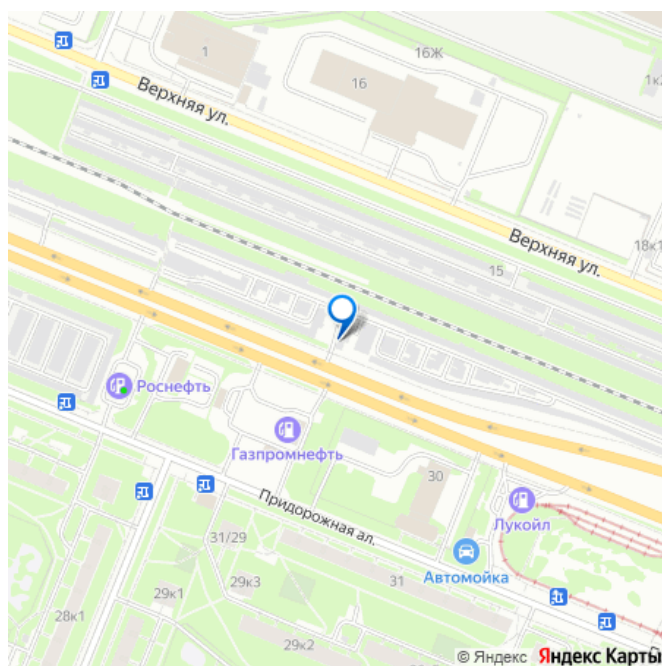 1
16Ж
16
1к2
Верхняя ул.
Верхняя ул.
18к1
15
Роснефть
Газпромнефть
30
Придорожная ал.
Лукойл
31/29
Автомойка
29к3
31
29к1
28к1
29к2
© Яндекс Яндекс Карты